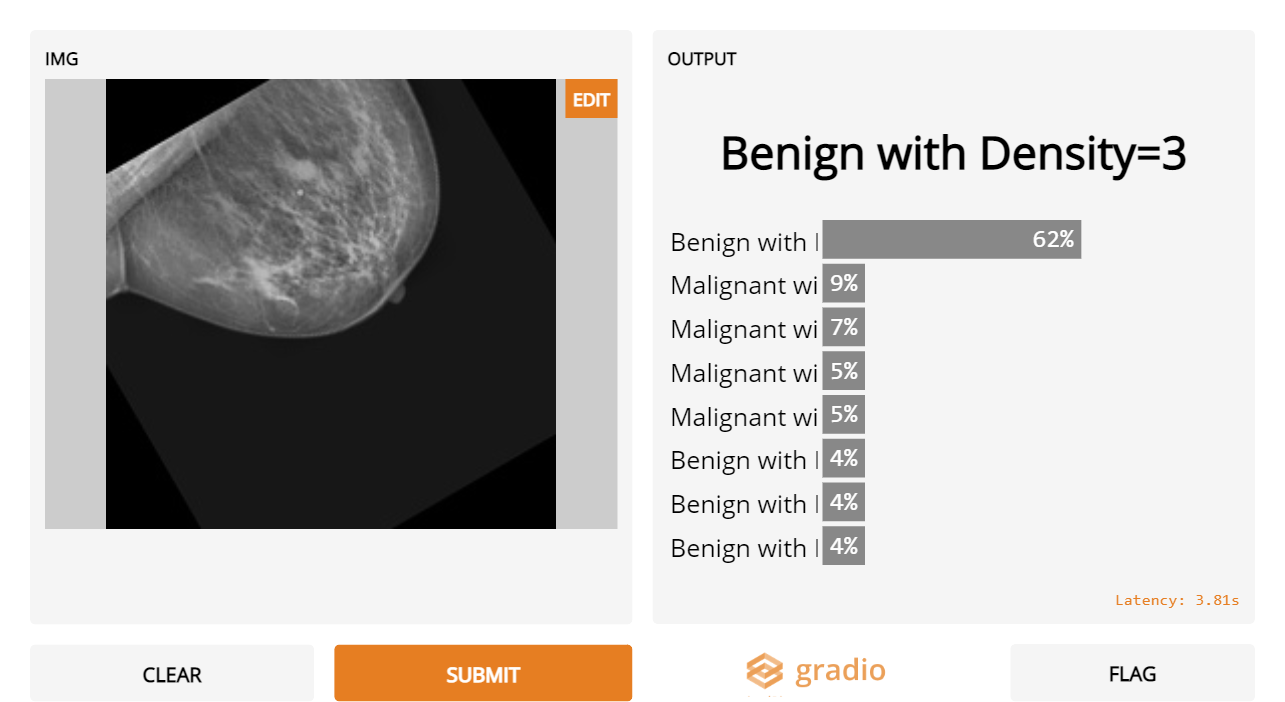 IMG
EDIT
OUTPUT
Benign with Density=3
Benign with 62%
Malignant wi 9%
Malignant wi 7%
Malignant wi 5%
Malignant wi 5%
Benign with 4%
Benign with 4%
Benign with 4%
Latency: 3.81s
CLEAR
SUBMIT
gradio
FLAG